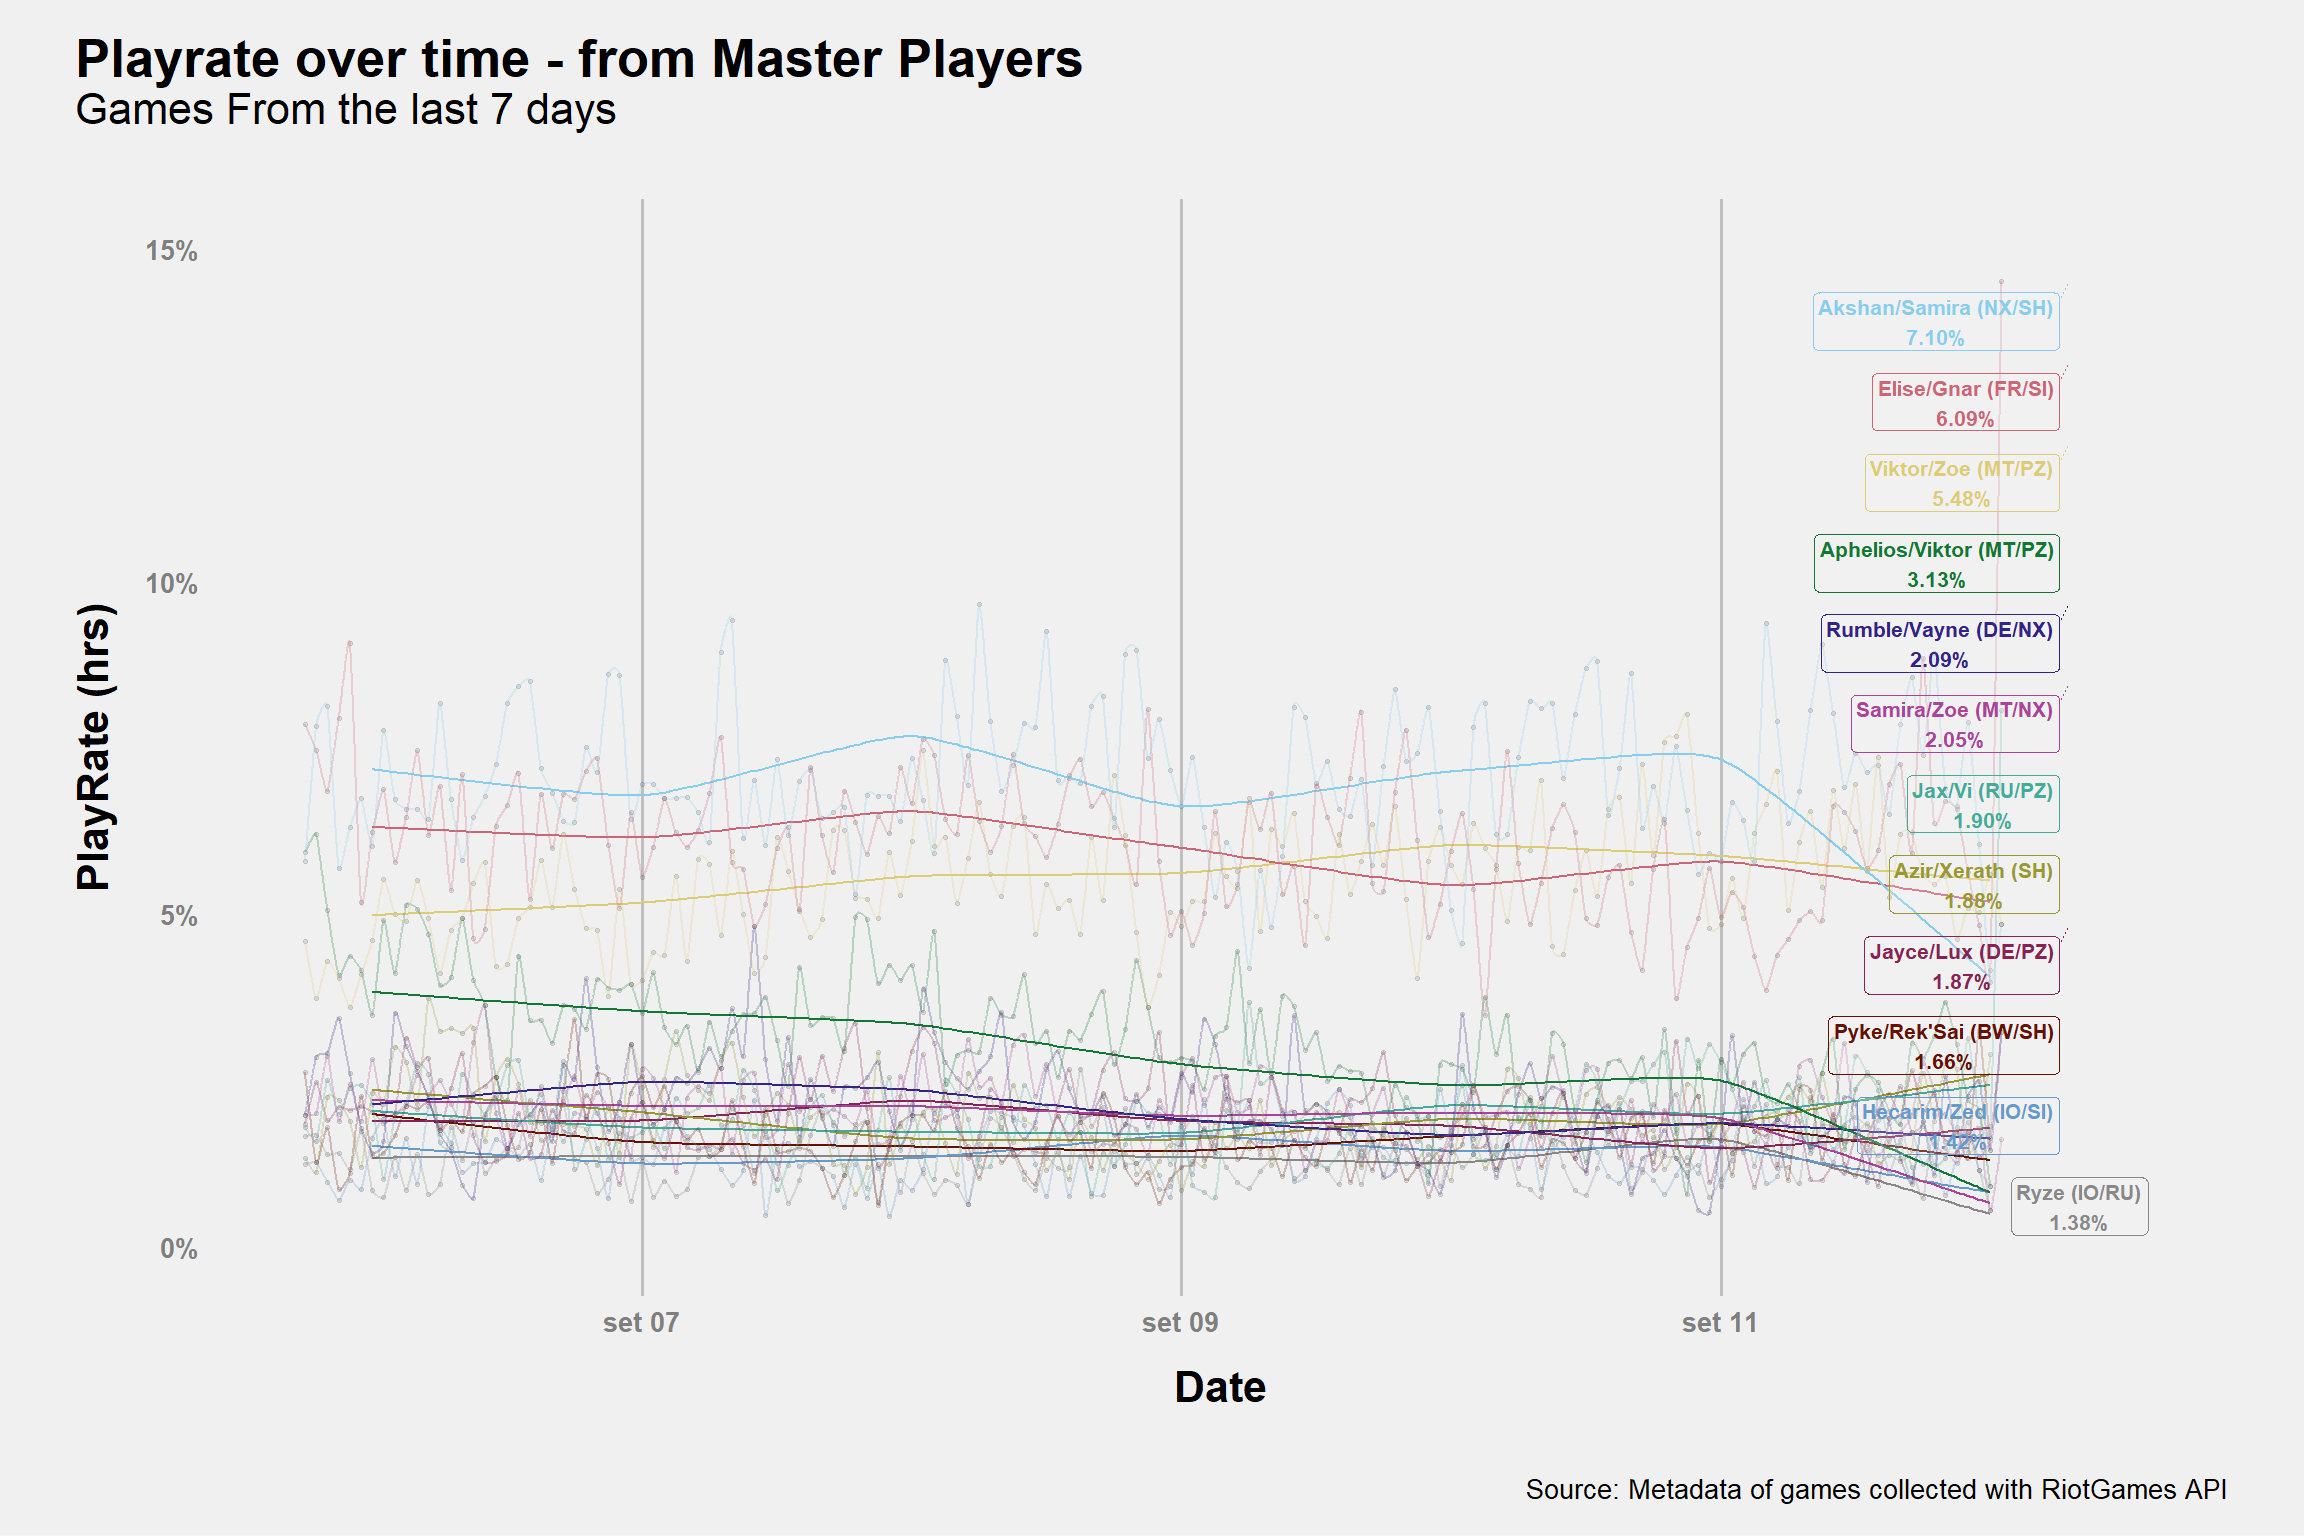 Playrate over time - from Master Players
Games From the last 7 days
PlayRate (hrs)
15%
10%
5%
0%
Akshan/Samira (NX/SH)
7.10%
Elise/Gnar (FR/SI)
6.09%
Viktor/Zoe (MT/PZ)
5.48%
Aphelios/Viktor (MT/PZ)
3.13%
Rumble/Vayne (DE/NX)
2.09%
Samira/Zoe (MT/NX)
2.05%
Jax/Vi (RU/PZ)
1.90%
Azir/Xerath (SH)
1.88%
Jayce/Lux (DE/PZ)
1.87%
Pyke/Rek'Sai (BW/SH)
1.66%
Hecarim/Zed (IO/SI)
1.42%
Ryze (IO/RU)
1.38%
set 07
set 09
set 11
Date
Source: Metadata of games collected with RiotGames API